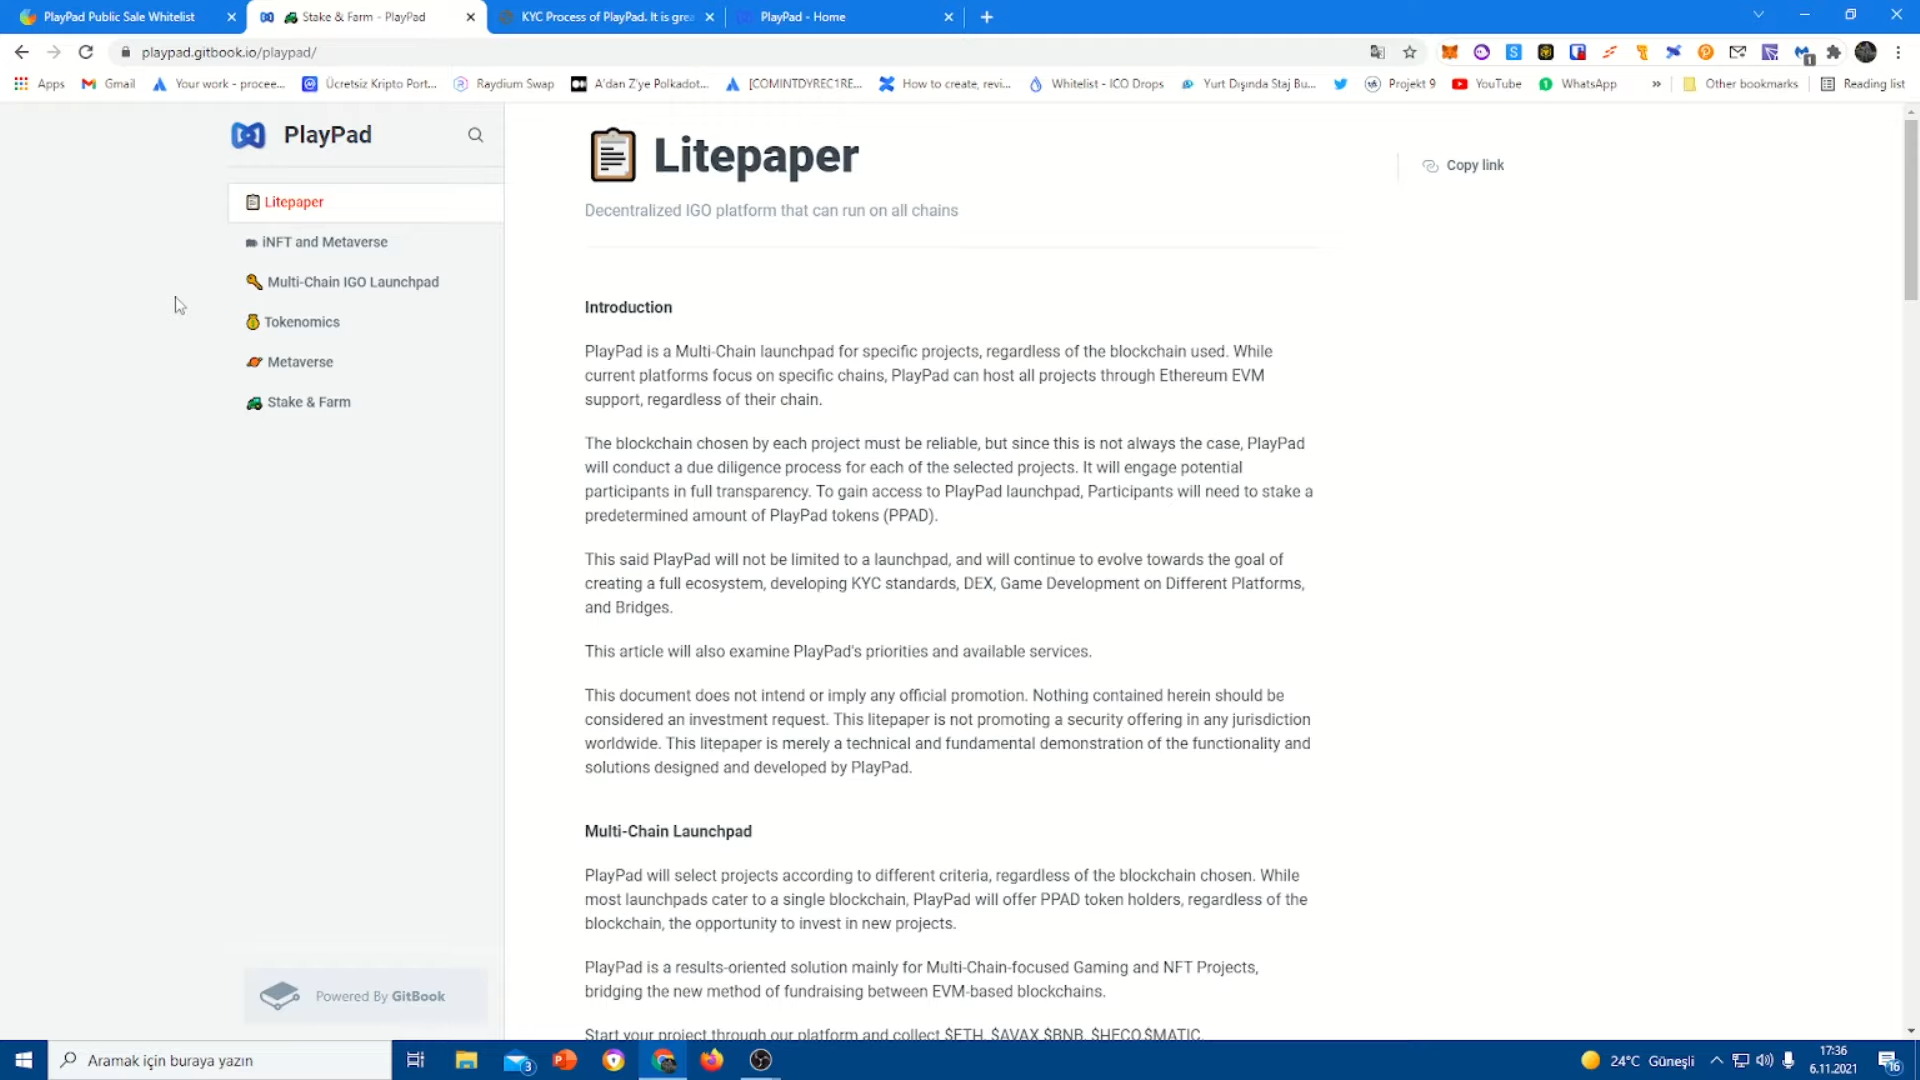 PlayPad Public Sale Whitelist
Stake & Farm - PlayPad
KYC Process of PlayPad. It is grea
PlayPad - Home
playpad.gitbook.io/playpad/
Apps
Gmail
Your work - procee...
Ücretsiz Kripto Port...
Raydium Swap
A'dan Z'ye Polkadot...
[COMINTDYREC1RE...
How to create, revi...
Whitelist - ICO Drops
Yurt Dışında Staj Bu...
Projekt 9
YouTube
WhatsApp
Other bookmarks
Reading list
PlayPad
Litepaper
iNFT and Metaverse
Multi-Chain IGO Launchpad
Tokenomics
Metaverse
Stake & Farm
Powered By GitBook
Litepaper
Copy link
Decentralized IGO platform that can run on all chains
Introduction
PlayPad is a Multi-Chain launchpad for specific projects, regardless of the blockchain used. While
current platforms focus on specific chains, PlayPad can host all projects through Ethereum EVM
support, regardless of their chain.
The blockchain chosen by each project must be reliable, but since this is not always the case, PlayPad
will conduct a due diligence process for each of the selected projects. It will engage potential
participants in full transparency. To gain access to PlayPad launchpad, Participants will need to stake a
predetermined amount of PlayPad tokens (PPAD).
This said PlayPad will not be limited to a launchpad, and will continue to evolve towards the goal of
creating a full ecosystem, developing KYC standards, DEX, Game Development on Different Platforms,
and Bridges.
This article will also examine PlayPad's priorities and available services.
This document does not intend or imply any official promotion. Nothing contained herein should be
considered an investment request. This litepaper is not promoting a security offering in any jurisdiction
worldwide. This litepaper is merely a technical and fundamental demonstration of the functionality and
solutions designed and developed by PlayPad.
Multi-Chain Launchpad
PlayPad will select projects according to different criteria, regardless of the blockchain chosen. While
most launchpads cater to a single blockchain, PlayPad will offer PPAD token holders, regardless of the
blockchain, the opportunity to invest in new projects.
PlayPad is a results-oriented solution mainly for Multi-Chain-focused Gaming and NFT Projects,
bridging the new method of fundraising between EVM-based blockchains.
Start your project through our platform and collect $ETH, $AVAX $BNB, $HECO,$MATIC.
Aramak için buraya yazın
3
24°C Güneşli
17:36
6.11.2021
16